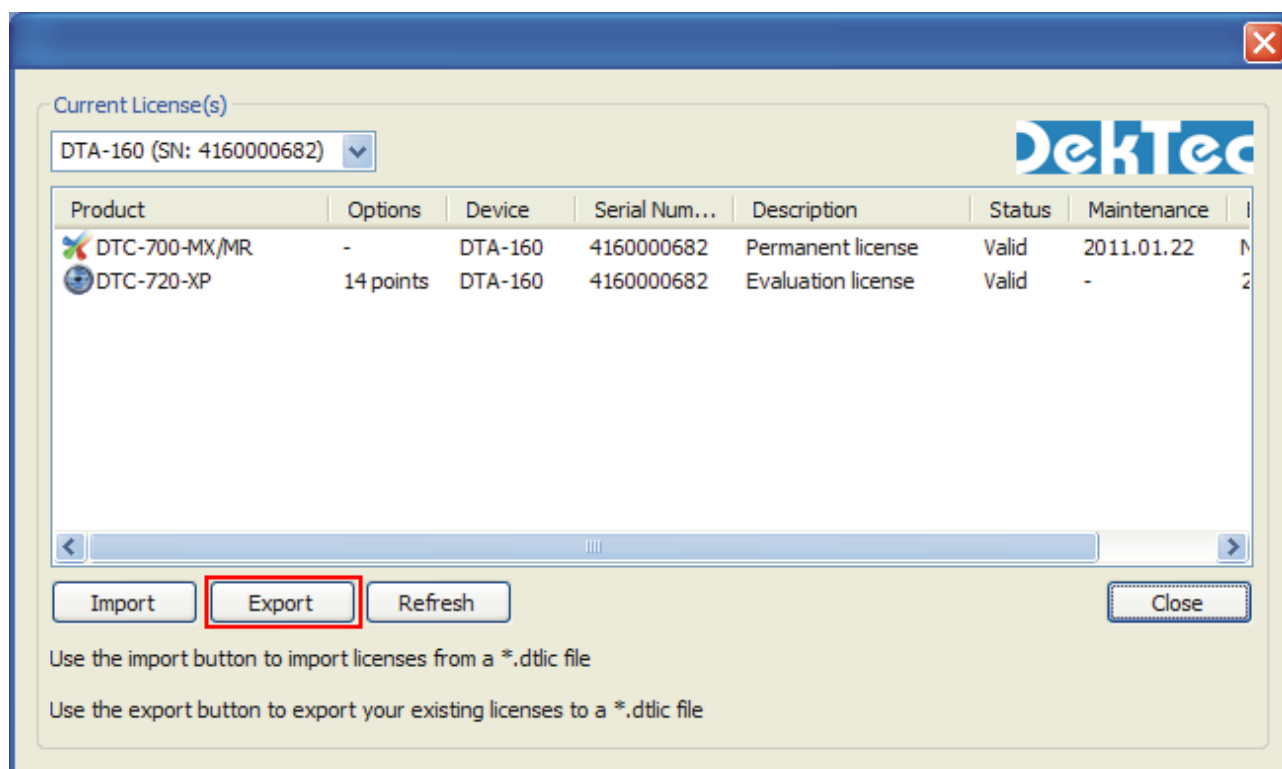 Current License(s)
DTA-160 (SN: 4160000682)
DekTec
Product Options Device Serial Num... Description Status Maintenance
DTC-700-MX/MR - DTA-160 4160000682 Permanent license Valid 2011.01.22
DTC-720-XP 14 points DTA-160 4160000682 Evaluation license Valid -
Import Export Refresh Close
Use the import button to import licenses from a *.dtlic file
Use the export button to export your existing licenses to a *.dtlic file